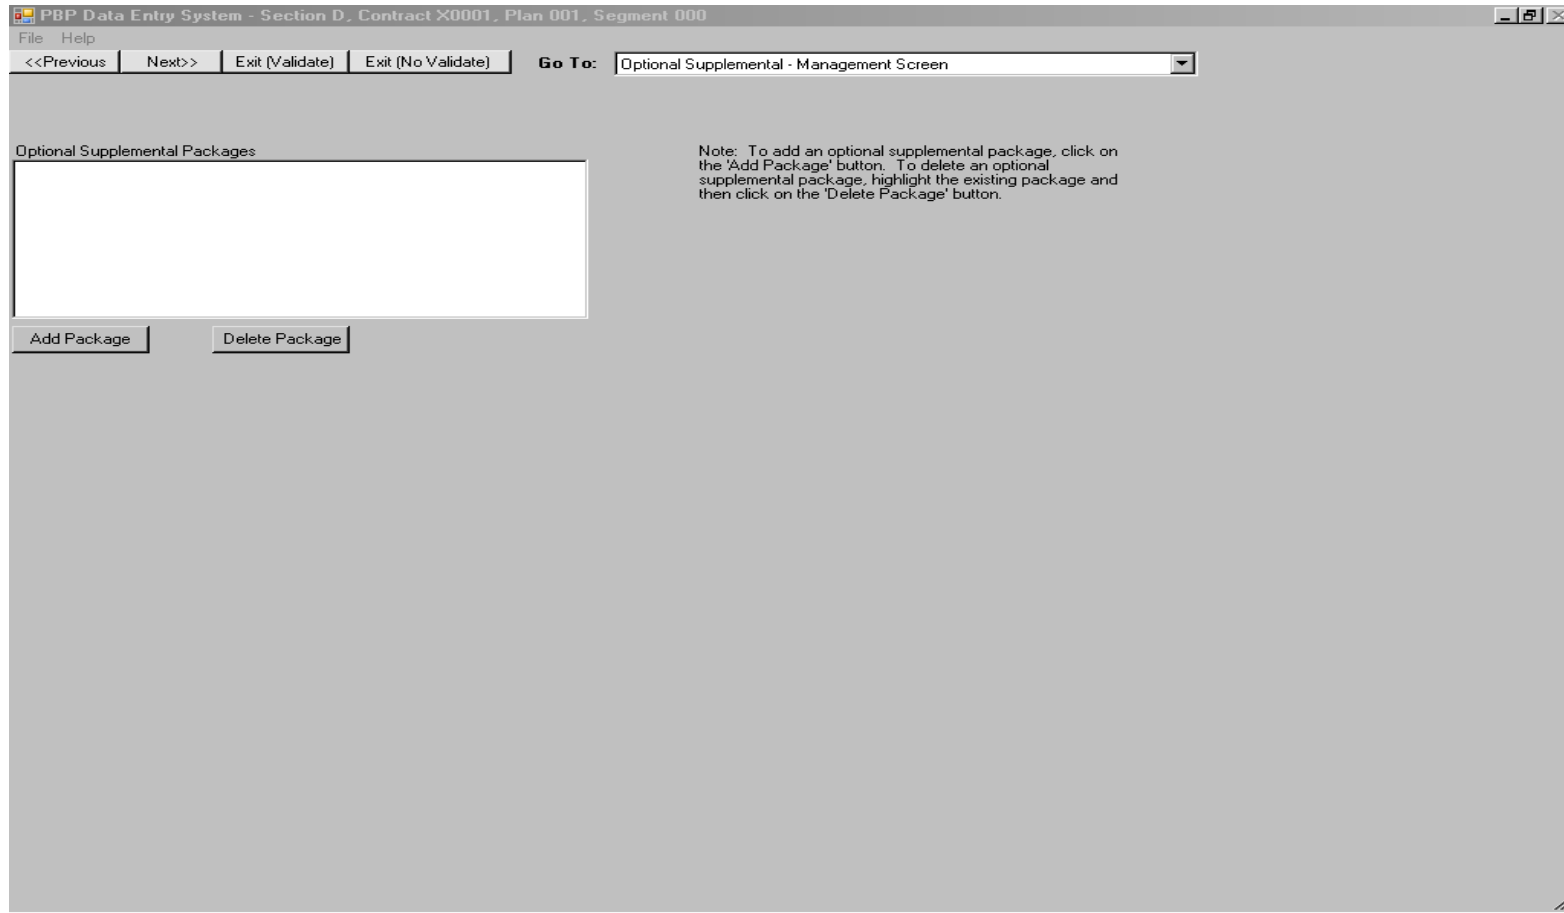 PBP Data Entry System - Section D, Contract X0001, Plan 001, Segment 000
File Help
<<Previous Next>> Exit (Validate) Exit (No Validate) Go To: Optional Supplemental - Management Screen
Optional Supplemental Packages
Note: To add an optional supplemental package, click on
the 'Add Package' button. To delete an optional
supplemental package, highlight the existing package and
then click on the 'Delete Package' button.
Add Package Delete Package